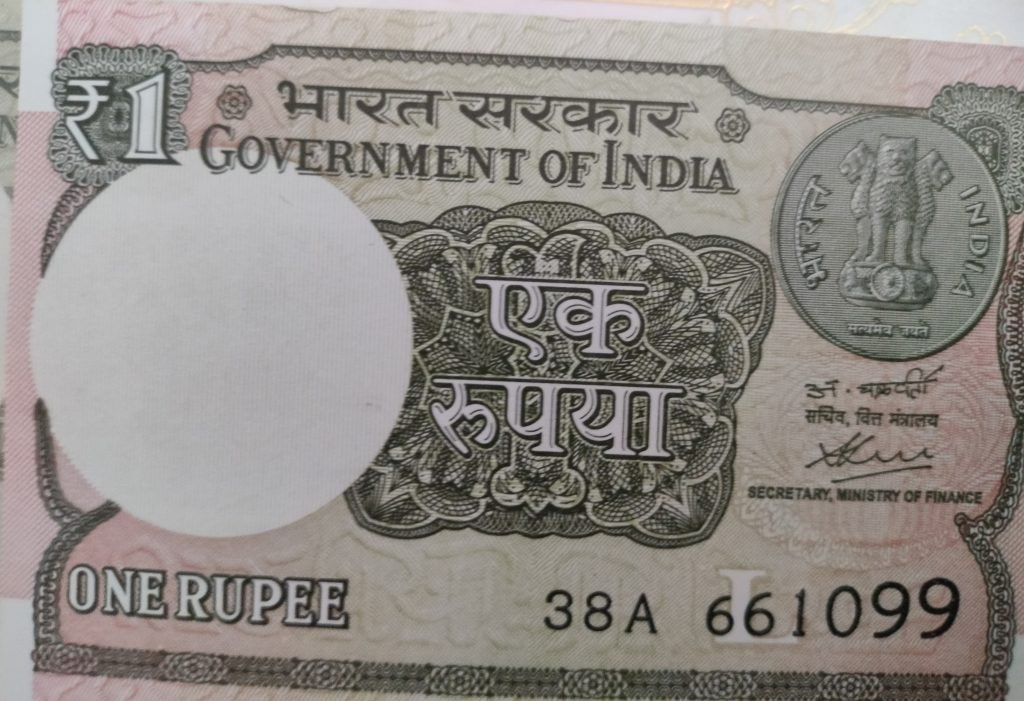 ₹1
भारत सरकार
GOVERNMENT OF INDIA
भारत
INDIA
सत्यमेव जयते
एक
रुपया
सचिव, वित्त मंत्रालय
SECRETARY, MINISTRY OF FINANCE
ONE RUPEE
L
38A 661099